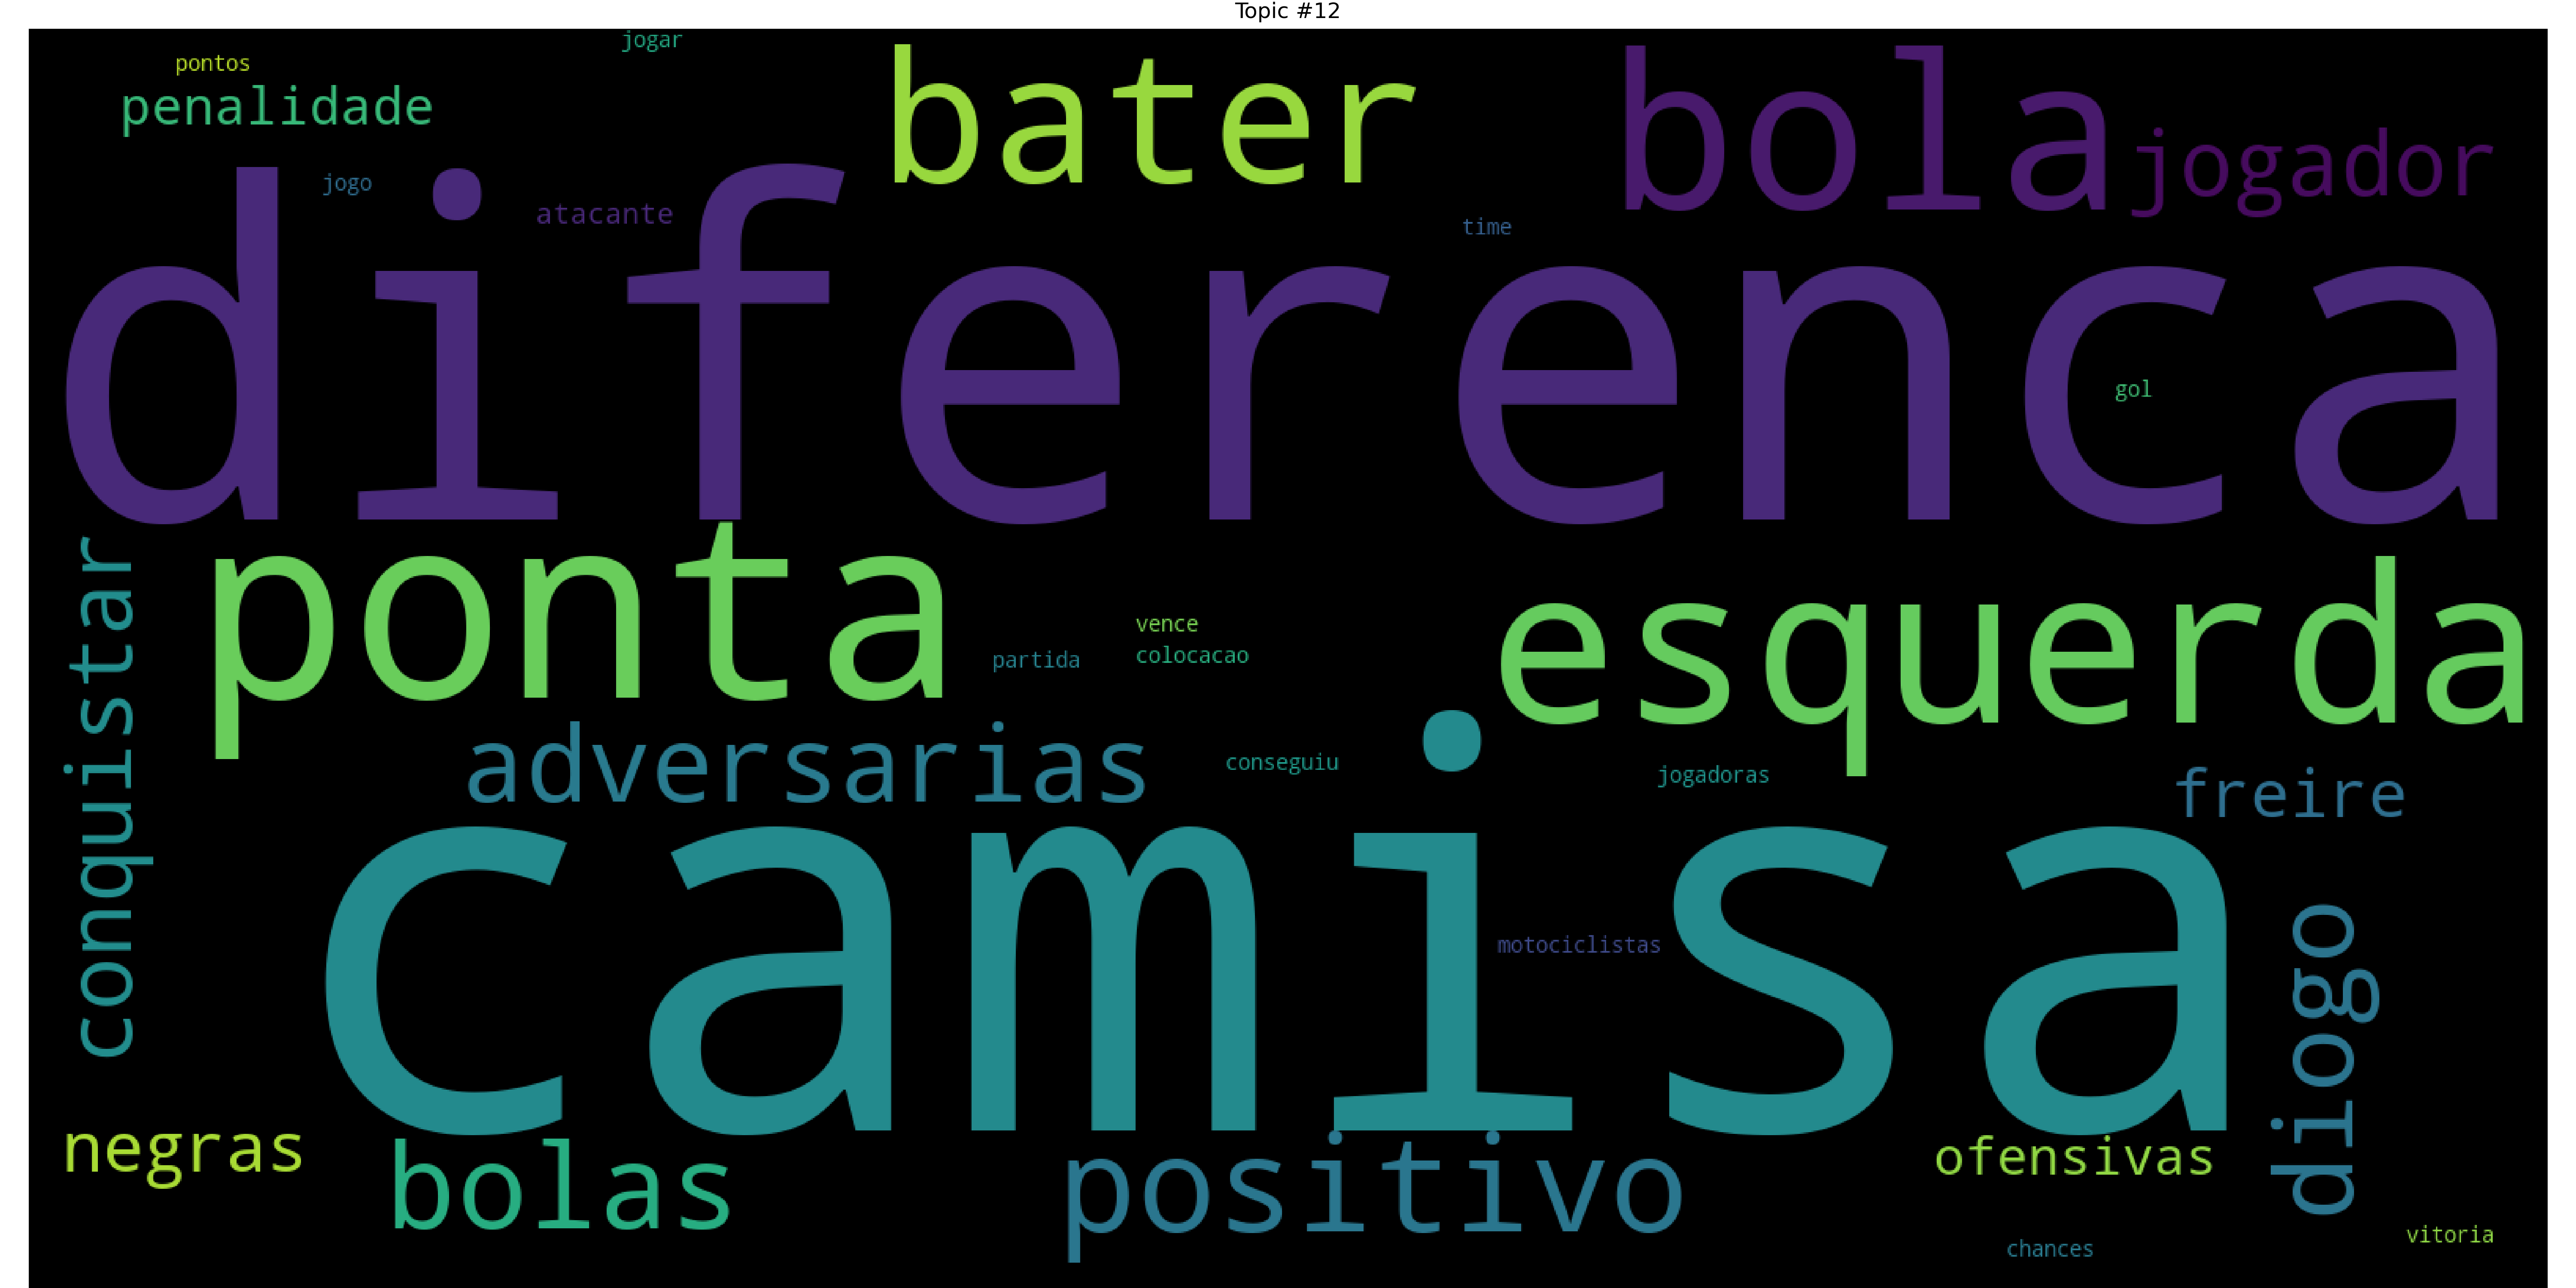 Topic #12
jogar
pontos
penalidade
bater
bola
jogador
jogo
atacante
time
diferenca
gol
conquistar
ponta
esquerda
vence
partida
colocacao
adversarias
conseguiu
jogadoras
freire
camisa
motociclistas
diogo
negras
bolas
positivo
ofensivas
chances
vitoria